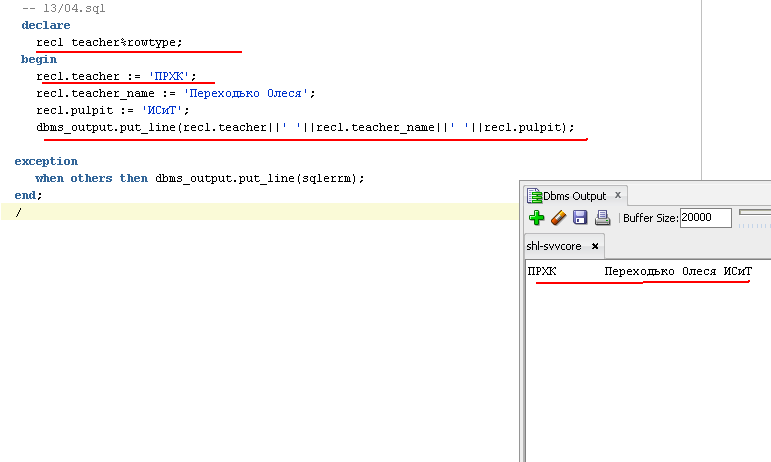 -- 13/04.sql
declare
rec1 teacher%rowtype;
begin
rec1.teacher := 'ПРХК';
rec1.teacher_name := 'Переходько Олеся';
rec1.pulpit := 'ИСиТ';
dbms_output.put_line(rec1.teacher||' '||rec1.teacher_name||' '||rec1.pulpit);
exception
when others then dbms_output.put_line(sqlerrm);
end;
/
Dbms Output x
Buffer Size: 20000
shl-svvcore x
ПРХК Переходько Олеся ИСиТ